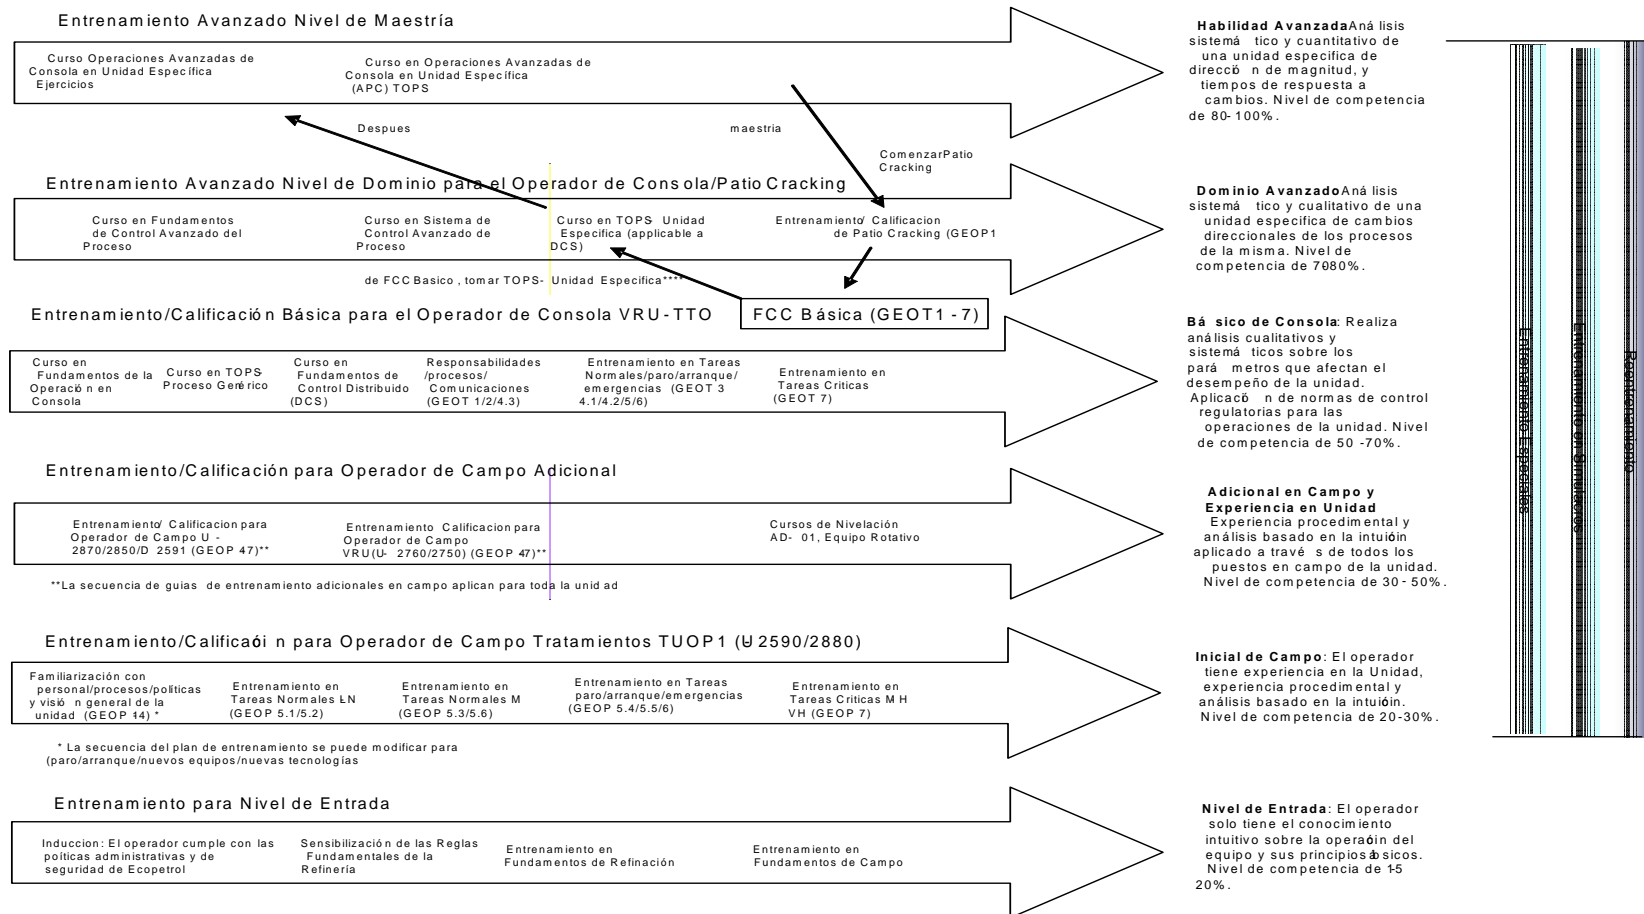 Entrenamiento Avanzado Nivel de Maestría
Curso Operaciones Avanzadas de
Consola en Unidad Específica
Ejercicios
Curso en Operaciones Avanzadas de
Consola en Unidad Específica
(APC) TOPS
Habilidad Avanzada Análisis
sistemático y cuantitativo de
una unidad especifica de
dirección de magnitud, y
tiempos de respuesta a
cambios. Nivel de competencia
de 80-100%.
Despues
maestria
Comenzar Patio
Cracking
Entrenamiento Avanzado Nivel de Dominio para el Operador de Consola/Patio Cracking
Curso en Fundamentos
de Control Avanzado del
Proceso
Curso en Sistema de
Control Avanzado de
Proceso
Curso en TOPS- Unidad
Especifica (applicable a
DCS)
Entrenamiento/ Calificacion
de Patio Cracking (GEOP1
Dominio Avanzado Análisis
sistemático y cualitativo de una
unidad especifica de cambios
direccionales de los procesos
de la misma. Nivel de
competencia de 70-80%.
de FCC Basico , tomar TOPS- Unidad Especifica****
Entrenamiento/Calificación Básica para el Operador de Consola VRU-TTO
FCC Básica (GEOT1 -7)
Curso en
Fundamentos de la
Operación en
Consola
Curso en TOPS-
Proceso Genérico
Curso en
Fundamentos de
Control Distribuido
(DCS)
Responsabilidades
/procesos/
Comunicaciones
(GEOT 1/2/4.3)
Entrenamiento en Tareas
Normales/paro/arranque/
emergencias (GEOT 3
4.1/4.2/5/6)
Entrenamiento en
Tareas Criticas
(GEOT 7)
Básico de Consola: Realiza
análisis cualitativos y
sistemáticos sobre los
parámetros que afectan el
desempeño de la unidad.
Aplicación de normas de control
regulatorias para las
operaciones de la unidad. Nivel
de competencia de 50 -70%.
Entrenamiento/Calificación para Operador de Campo Adicional
Entrenamiento/ Calificacion para
Operador de Campo U -
2870/2850/D 2591 (GEOP 47)**
Entrenamiento Calificacion para
Operador de Campo
VRU(U- 2760/2750) (GEOP 47)**
Cursos de Nivelación
AD- 01, Equipo Rotativo
Adicional en Campo y
Experiencia en Unidad
Experiencia procedimental y
análisis basado en la intuición
aplicado a través de todos los
puestos en campo de la unidad.
Nivel de competencia de 30 - 50%.
**La secuencia de guias de entrenamiento adicionales en campo aplican para toda la unidad
Entrenamiento/Calificación para Operador de Campo Tratamientos TUOP1 (U-2590/2880)
Familiarización con
personal/procesos/políticas
y visión general de la
unidad (GEOP 14) *
Entrenamiento en
Tareas Normales L-N
(GEOP 5.1/5.2)
Entrenamiento en
Tareas Normales M
(GEOP 5.3/5.6)
Entrenamiento en Tareas
paro/arranque/emergencias
(GEOP 5.4/5.5/6)
Entrenamiento en
Tareas Criticas M H
VH (GEOP 7)
Inicial de Campo: El operador
tiene experiencia en la Unidad,
experiencia procedimental y
análisis basado en la intuición.
Nivel de competencia de 20-30%.
* La secuencia del plan de entrenamiento se puede modificar para
(paro/arranque/nuevos equipos/nuevas tecnologías
Entrenamiento para Nivel de Entrada
Induccion: El operador cumple con las
poíticas administrativas y de
seguridad de Ecopetrol
Sensibilización de las Reglas
Fundamentales de la
Refinería
Entrenamiento en
Fundamentos de Refinación
Entrenamiento en
Fundamentos de Campo
Nivel de Entrada: El operador
solo tiene el conocimiento
intuitivo sobre la operación del
equipo y sus principios básicos.
Nivel de competencia de 15-
20%.
Entrenamiento Especiales
Entrenamiento en Simulacros
Reentrenamiento